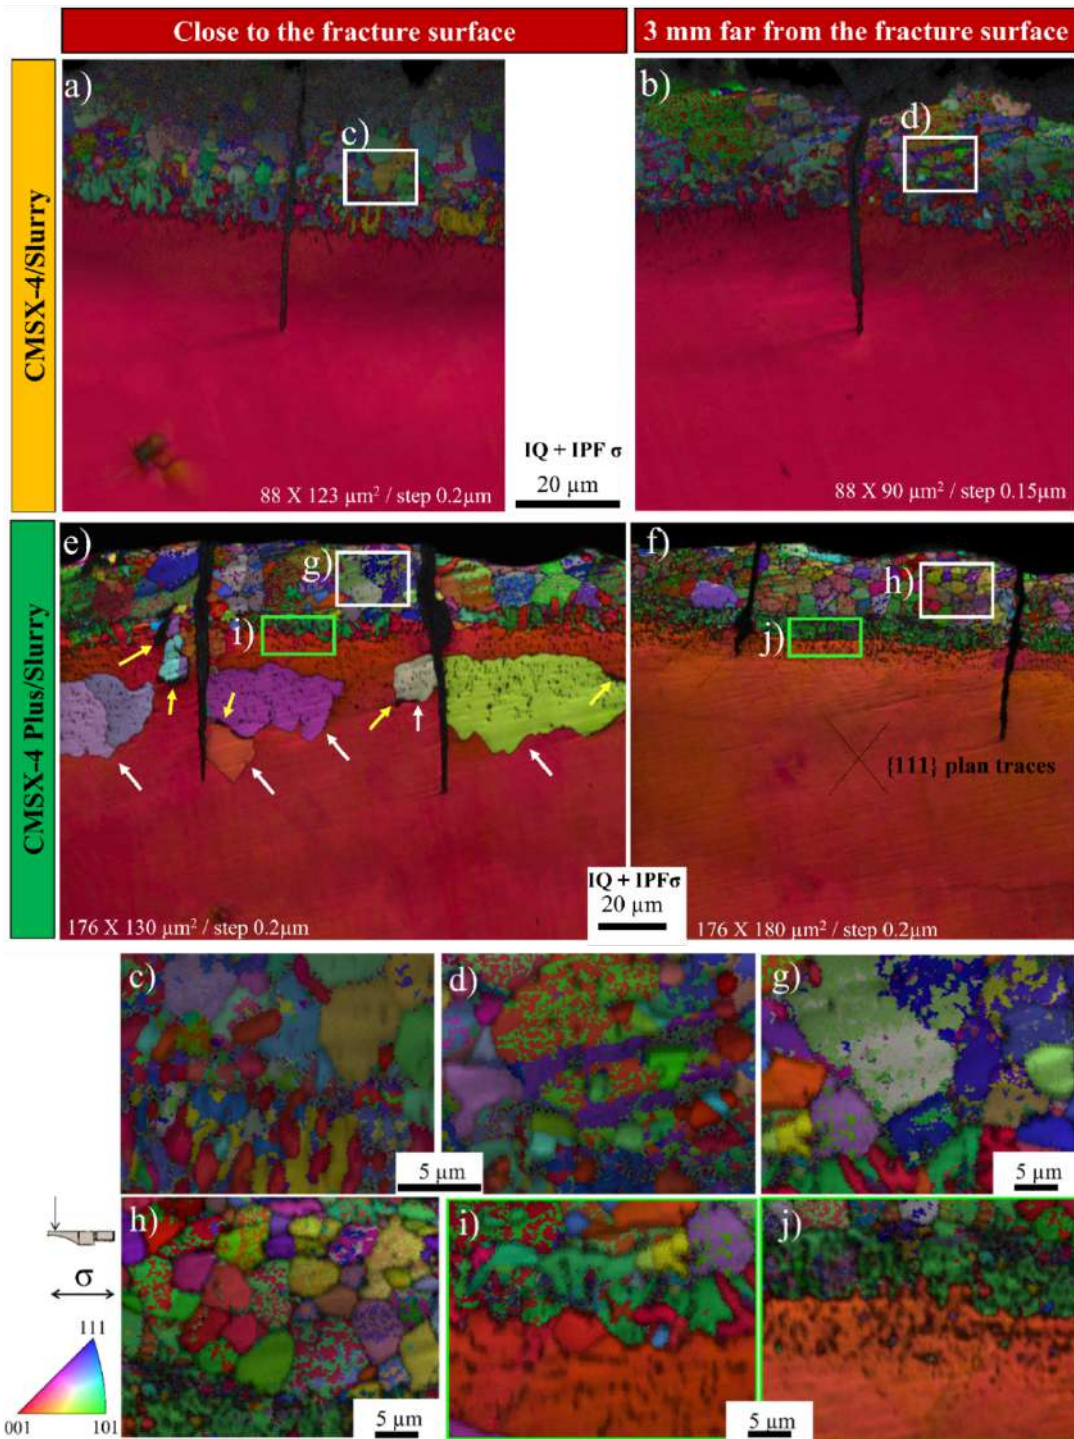 Close to the fracture surface
3 mm far from the fracture surface
CMSX-4/Slurry
a)
c)
b)
d)
IQ + IPF σ
20 µm
88 X 123 µm² / step 0.2µm
88 X 90 µm² / step 0.15µm
CMSX-4 Plus/Slurry
e)
g)
i)
f)
h)
j)
{111} plan traces
IQ + IPFσ
20 µm
176 X 130 µm² / step 0.2µm
176 X 180 µm² / step 0.2µm
c)
d)
g)
5 µm
5 µm
h)
i)
j)
σ
111
001
101
5 µm
5 µm